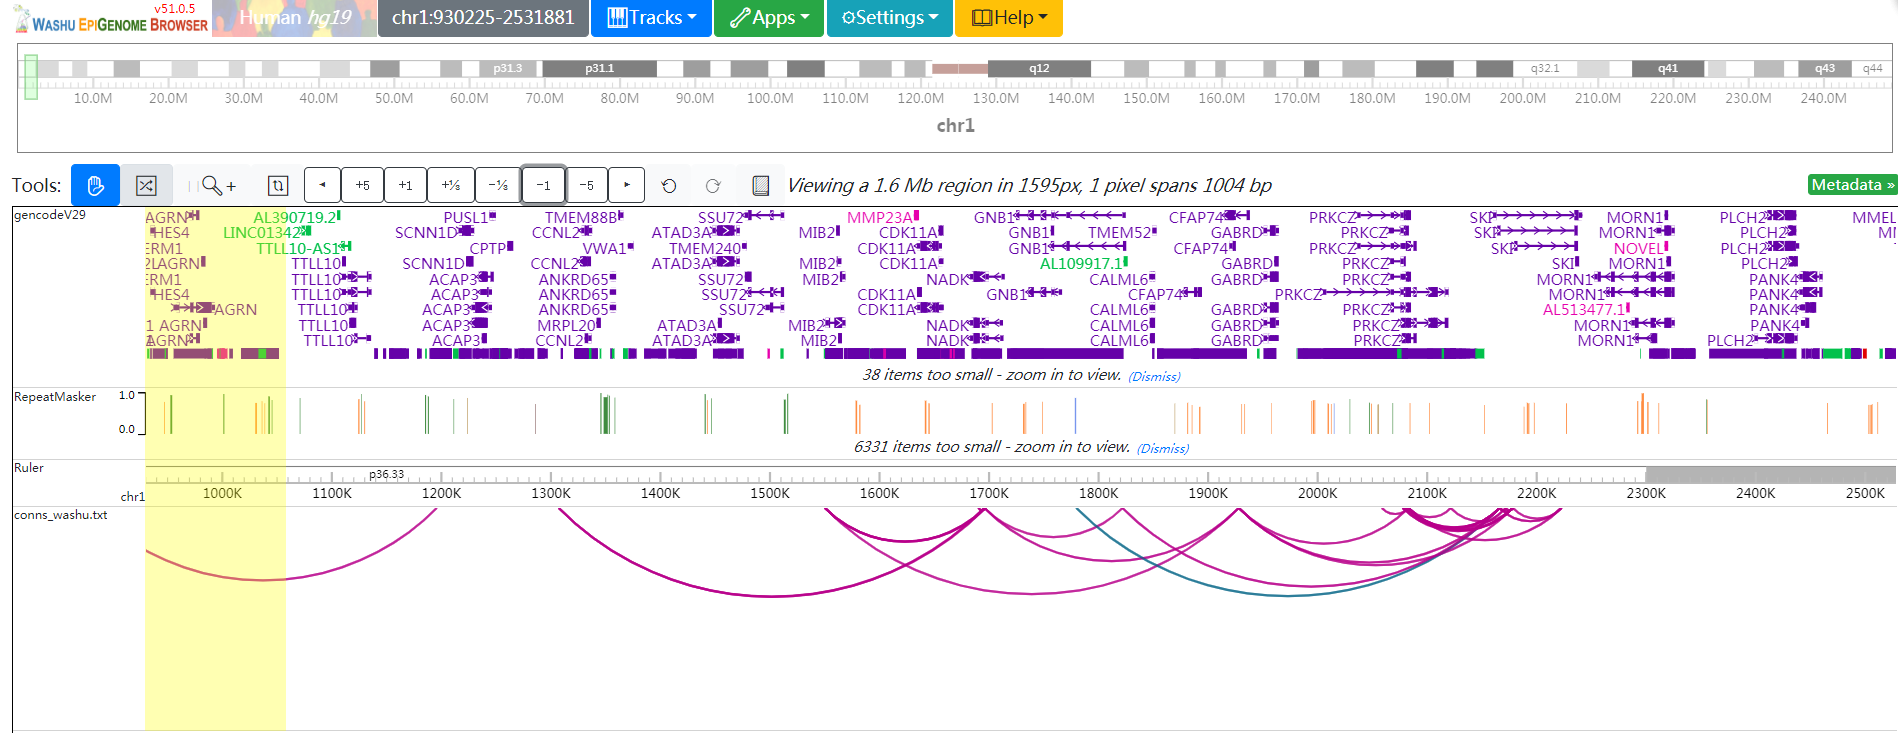 WASHU EPIGENOME BROWSER v51.0.5 Human hg19 chr1:930225-2531881 Tracks Apps Settings Help
p31.3 p31.1 q12 q32.1 q41 q43 q44
10.0M 20.0M 30.0M 40.0M 50.0M 60.0M 70.0M 80.0M 90.0M 100.0M 110.0M 120.0M 130.0M 140.0M 150.0M 160.0M 170.0M 180.0M 190.0M 200.0M 210.0M 220.0M 230.0M 240.0M
chr1
Tools: +5 +1 +⅓ -⅓ -1 -5 Viewing a 1.6 Mb region in 1595px, 1 pixel spans 1004 bp Metadata »
gencodeV29
AGRN AL390719.2 PUSL1 TMEM88B SSU72 MMP23A GNB1 CFAP74 PRKCZ SKI MORN1 PLCH2 MMEL
HES4 LINC01342 SCNN1D CCNL2 ATAD3A MIB2 CDK11A GNB1 TMEM52 GABRD PRKCZ SKI MORN1 PLCH2
ERM1 TTLL10-AS1 CPTP VWA1 TMEM240 CDK11A GNB1 CFAP74 PRKCZ SKI NOVEL PLCH2
AGRN TTLL10 SCNN1D CCNL2 ATAD3A MIB2 CDK11A AL109917.1 GABRD PRKCZ SKI MORN1 PLCH2
ERM1 TTLL10 ACAP3 ANKRD65 SSU72 MIB2 NADK CALML6 GABRD PRKCZ MORN1 PANK4
HES4 TTLL10 ACAP3 ANKRD65 SSU72 CDK11A GNB1 CFAP74 PRKCZ MORN1 PANK4
AGRN TTLL10 ACAP3 ANKRD65 SSU72 CDK11A CALML6 GABRD PRKCZ AL513477.1 PANK4
AGRN TTLL10 ACAP3 MRPL20 ATAD3A MIB2 NADK CALML6 GABRD PRKCZ MORN1 PANK4
AGRN TTLL10 ACAP3 CCNL2 ATAD3A MIB2 NADK CALML6 GABRD PRKCZ MORN1 PLCH2
38 items too small - zoom in to view. (Dismiss)
RepeatMasker 1.0
0.0
6331 items too small - zoom in to view. (Dismiss)
Ruler p36.33
chr1 1000K 1100K 1200K 1300K 1400K 1500K 1600K 1700K 1800K 1900K 2000K 2100K 2200K 2300K 2400K 2500K
conns_washu.txt